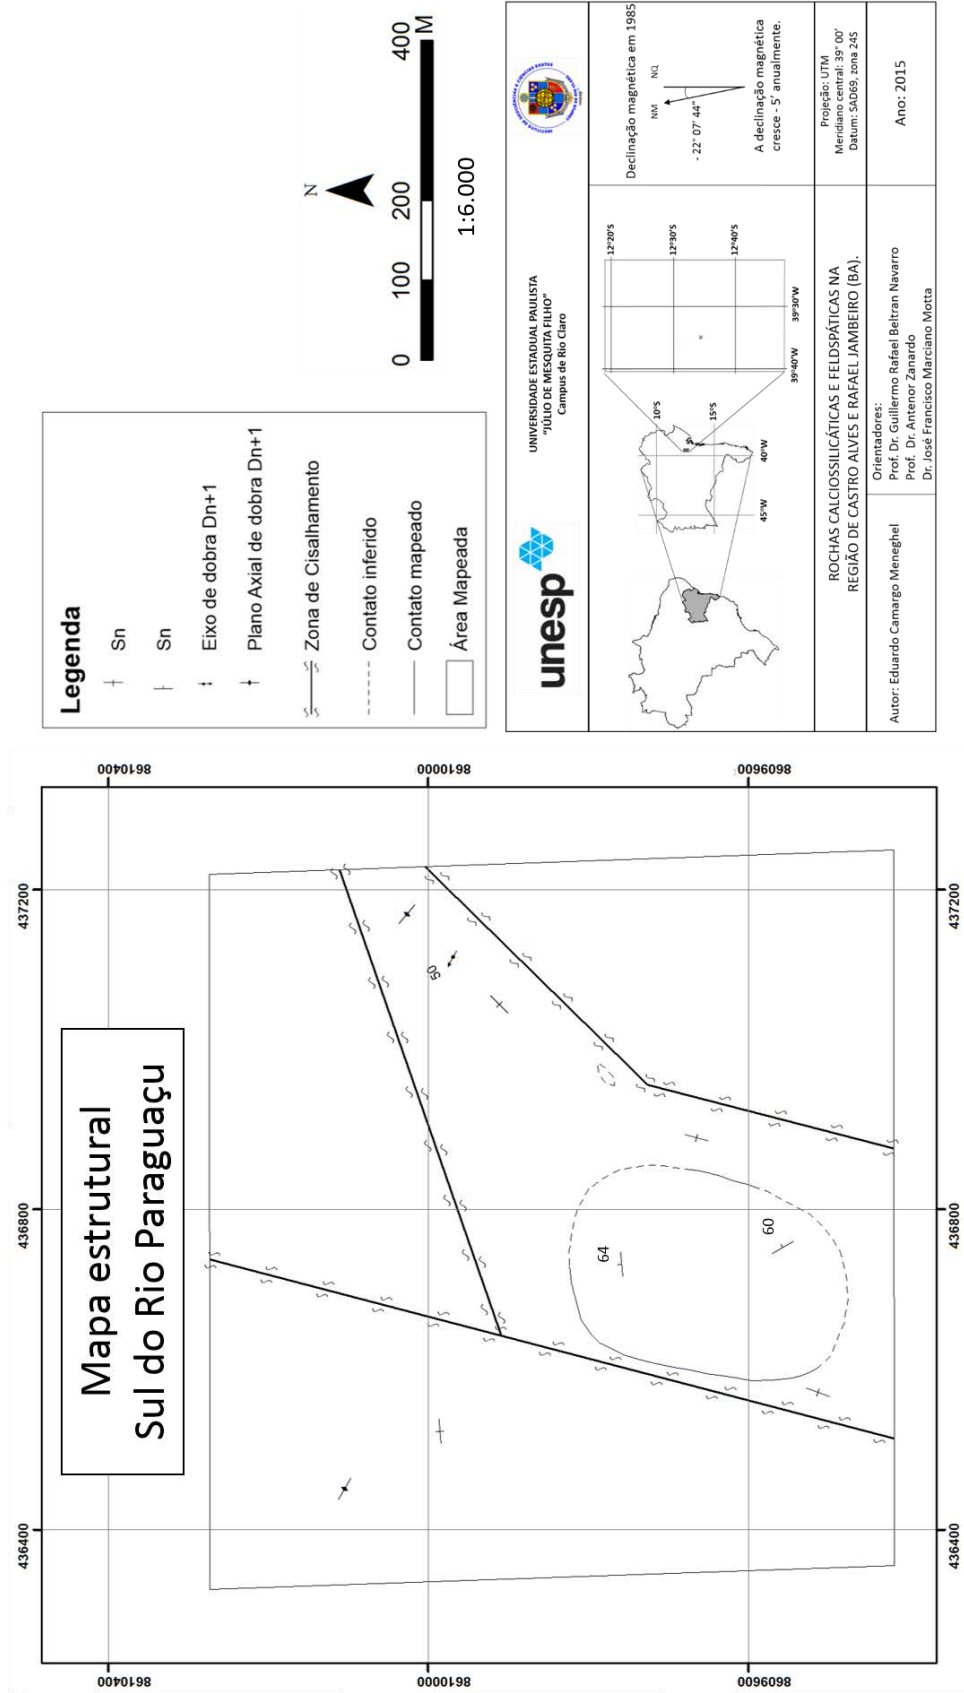 Mapa estrutural
Sul do Rio Paraguaçu
436400
436800
437200
8610400
8610000
8609600
8610400
8610000
8609600
436400
436800
437200
50
64
60
Legenda
Sn
Sn
Eixo de dobra Dn+1
Plano Axial de dobra Dn+1
Zona de Cisalhamento
Contato inferido
Contato mapeado
Área Mapeada
N
0 100 200 400
M
1:6.000
unesp
UNIVERSIDADE ESTADUAL PAULISTA
"JÚLIO DE MESQUITA FILHO"
Campus de Rio Claro
45°W
40°W
10°S
15°S
39°40'W
39°30'W
12°20'S
12°30'S
12°40'S
Declinação magnética em 1985
NM
NQ
- 22° 07' 44"
A declinação magnética
cresce - 5' anualmente.
ROCHAS CALCIOSSILICÁTICAS E FELDSPÁTICAS NA
REGIÃO DE CASTRO ALVES E RAFAEL JAMBEIRO (BA).
Projeção: UTM
Meridiano central: 39° 00'
Datum: SAD69, zona 24S
Autor: Eduardo Camargo Meneghel
Orientadores:
Prof. Dr. Guillermo Rafael Beltran Navarro
Prof. Dr. Antenor Zanardo
Dr. José Francisco Marciano Motta
Ano: 2015